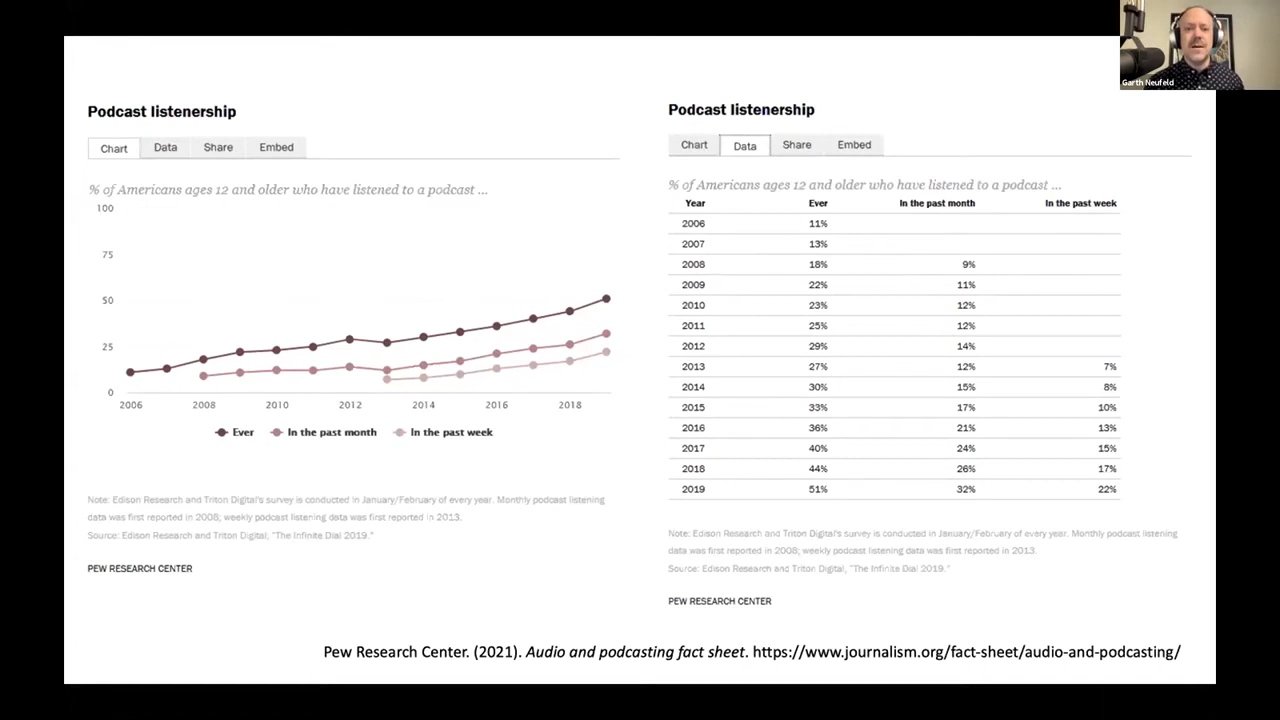 Garth Neufeld
Podcast listenership
Chart Data Share Embed
% of Americans ages 12 and older who have listened to a podcast ...
100
75
50
25
0
2006 2008 2010 2012 2014 2016 2018
Ever In the past month In the past week
Note: Edison Research and Triton Digital's survey is conducted in January/February of every year. Monthly podcast listening
data was first reported in 2008; weekly podcast listening data was first reported in 2013.
Source: Edison Research and Triton Digital, "The Infinite Dial 2019."
PEW RESEARCH CENTER
Podcast listenership
Chart Data Share Embed
% of Americans ages 12 and older who have listened to a podcast ...
Year Ever In the past month In the past week
2006 11%
2007 13%
2008 18% 9%
2009 22% 11%
2010 23% 12%
2011 25% 12%
2012 29% 14%
2013 27% 12% 7%
2014 30% 15% 8%
2015 33% 17% 10%
2016 36% 21% 13%
2017 40% 24% 15%
2018 44% 26% 17%
2019 51% 32% 22%
Note: Edison Research and Triton Digital's survey is conducted in January/February of every year. Monthly podcast listening
data was first reported in 2008; weekly podcast listening data was first reported in 2013.
Source: Edison Research and Triton Digital, "The Infinite Dial 2019."
PEW RESEARCH CENTER
Pew Research Center. (2021). Audio and podcasting fact sheet. https://www.journalism.org/fact-sheet/audio-and-podcasting/